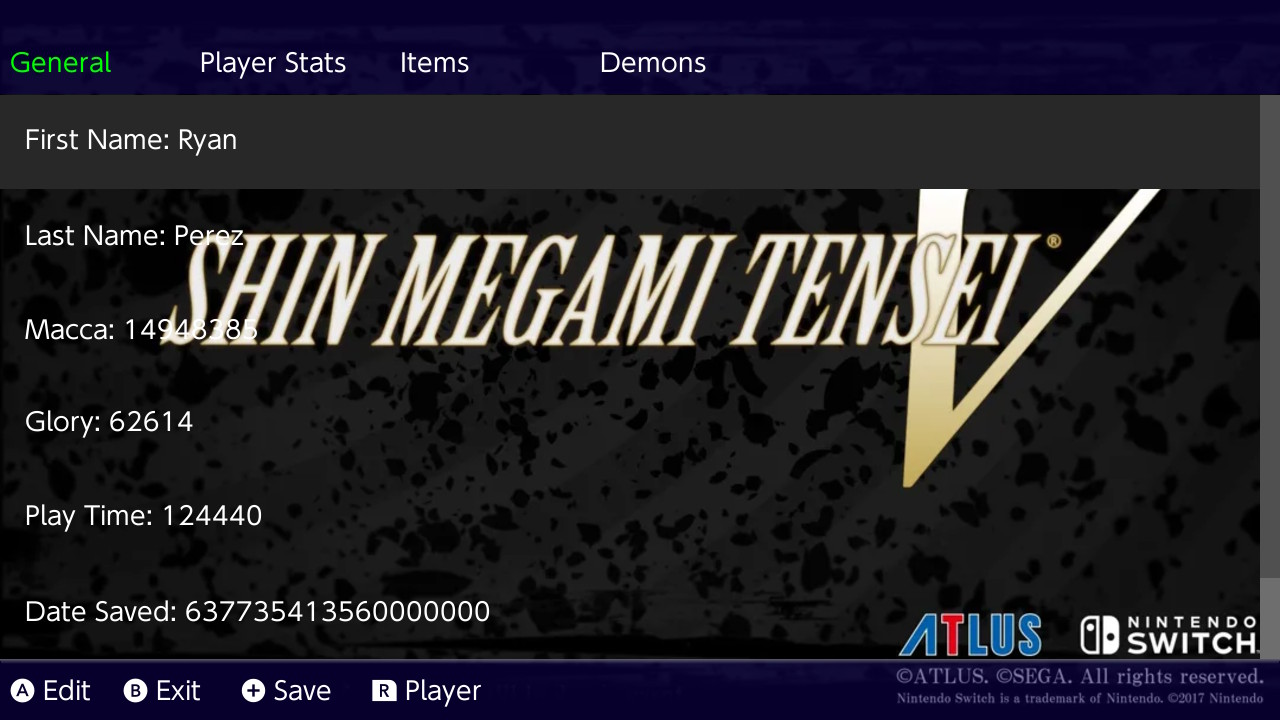 General Player Stats Items Demons
First Name: Ryan
Last Name: Perez
SHIN MEGAMI TENSEI V ®
Macca: 14948385
Glory: 62614
Play Time: 124440
Date Saved: 637735413560000000
ATLUS NINTENDO SWITCH
©ATLUS. ©SEGA. All rights reserved.
Nintendo Switch is a trademark of Nintendo. ©2017 Nintendo
A Edit B Exit + Save R Player